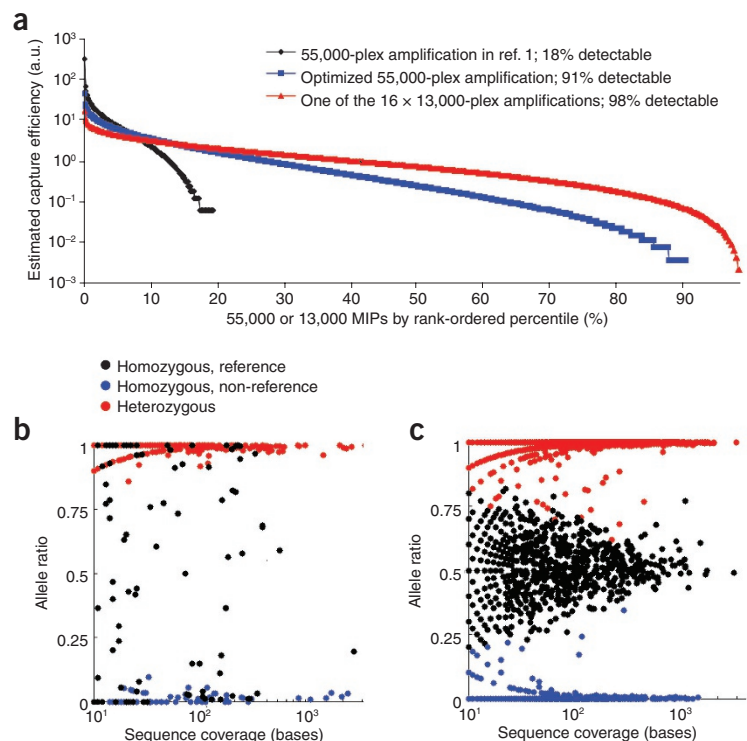 a
Estimated capture efficiency (a.u.)
10³
10²
10¹
10⁰
10⁻¹
10⁻²
10⁻³
55,000-plex amplification in ref. 1; 18% detectable
Optimized 55,000-plex amplification; 91% detectable
One of the 16 × 13,000-plex amplifications; 98% detectable
0 10 20 30 40 50 60 70 80 90
55,000 or 13,000 MIPs by rank-ordered percentile (%)
Homozygous, reference
Homozygous, non-reference
Heterozygous
b
Allele ratio
1
0.75
0.5
0.25
0
10¹ 10² 10³
Sequence coverage (bases)
c
Allele ratio
1
0.75
0.5
0.25
0
10¹ 10² 10³
Sequence coverage (bases)